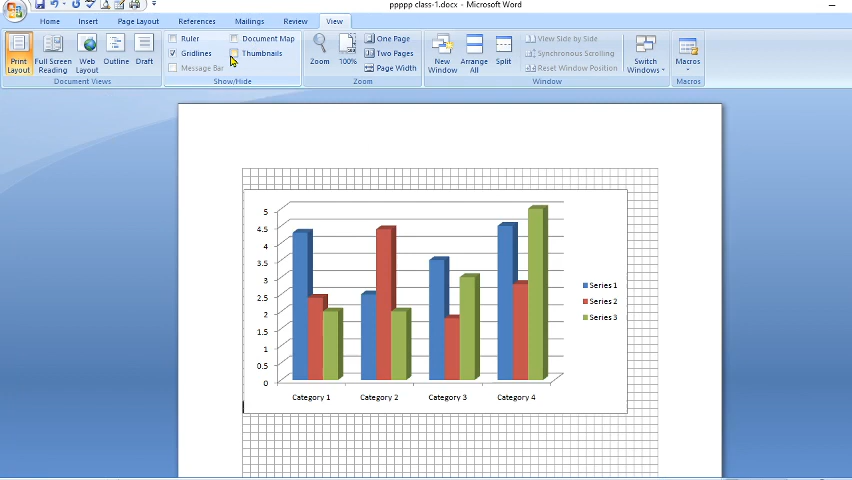 ppppp class-1.docx - Microsoft Word
Home Insert Page Layout References Mailings Review View
Ruler Document Map
Gridlines Thumbnails
Message Bar
Print Layout
Full Screen Reading
Web Layout
Outline
Draft
Document Views
Show/Hide
Zoom
100%
One Page
Two Pages
Page Width
Zoom
New Window
Arrange All
Split
View Side by Side
Synchronous Scrolling
Reset Window Position
Window
Switch Windows
Macros
Macros
5
4.5
4
3.5
3
2.5
2
1.5
1
0.5
0
Category 1 Category 2 Category 3 Category 4
Series 1
Series 2
Series 3